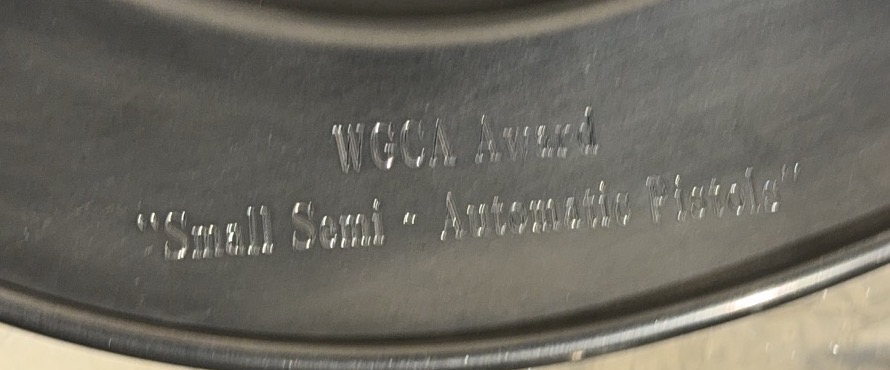 WGCA Award
"Small Semi - Automatic Pistols"